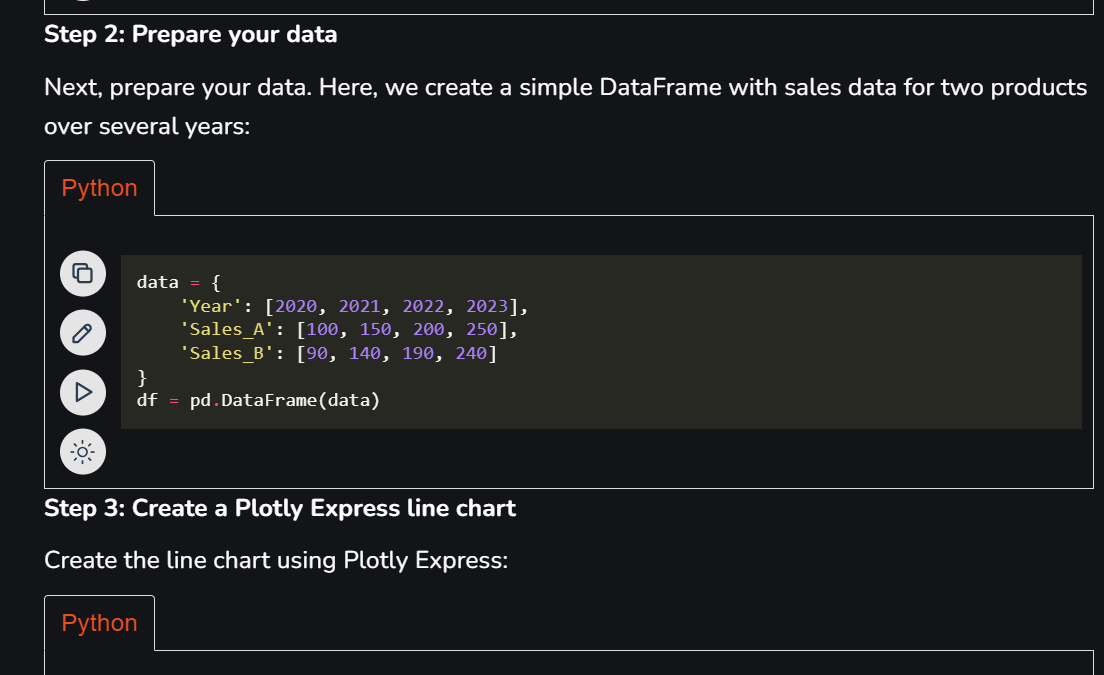 Step 2: Prepare your data
Next, prepare your data. Here, we create a simple DataFrame with sales data for two products
over several years:
Python
data = {
    'Year': [2020, 2021, 2022, 2023],
    'Sales_A': [100, 150, 200, 250],
    'Sales_B': [90, 140, 190, 240]
}
df = pd.DataFrame(data)
Step 3: Create a Plotly Express line chart
Create the line chart using Plotly Express:
Python